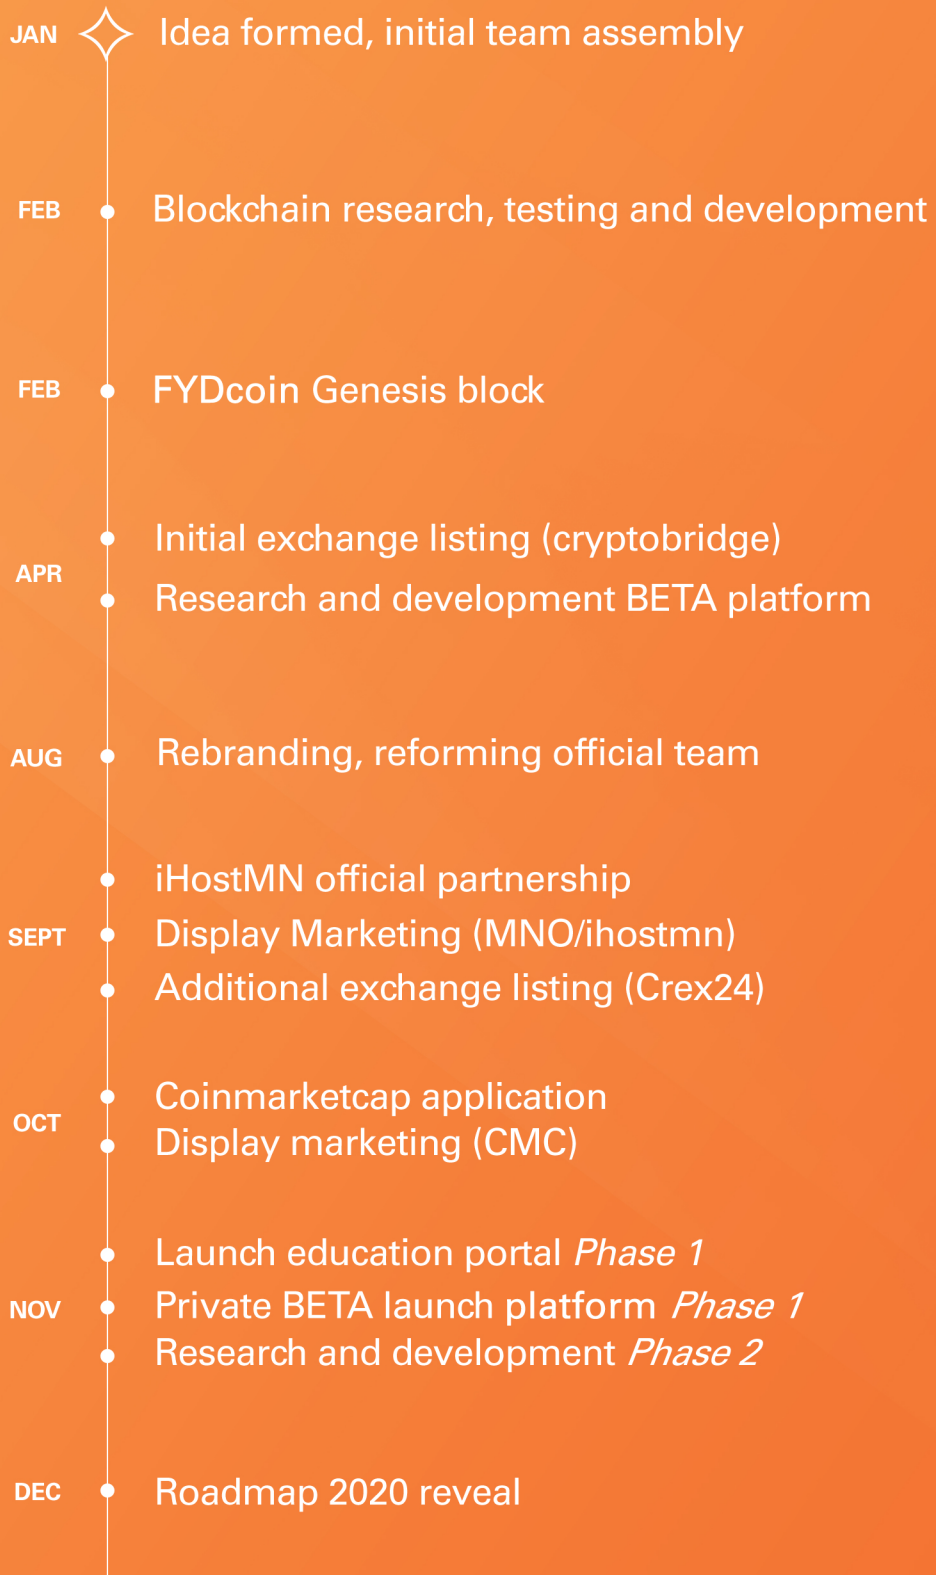 JAN Idea formed, initial team assembly
FEB Blockchain research, testing and development
FEB FYDcoin Genesis block
Initial exchange listing (cryptobridge)
APR
Research and development BETA platform
AUG Rebranding, reforming official team
iHostMN official partnership
SEPT Display Marketing (MNO/ihostmn)
Additional exchange listing (Crex24)
Coinmarketcap application
OCT
Display marketing (CMC)
Launch education portal Phase 1
NOV Private BETA launch platform Phase 1
Research and development Phase 2
DEC Roadmap 2020 reveal